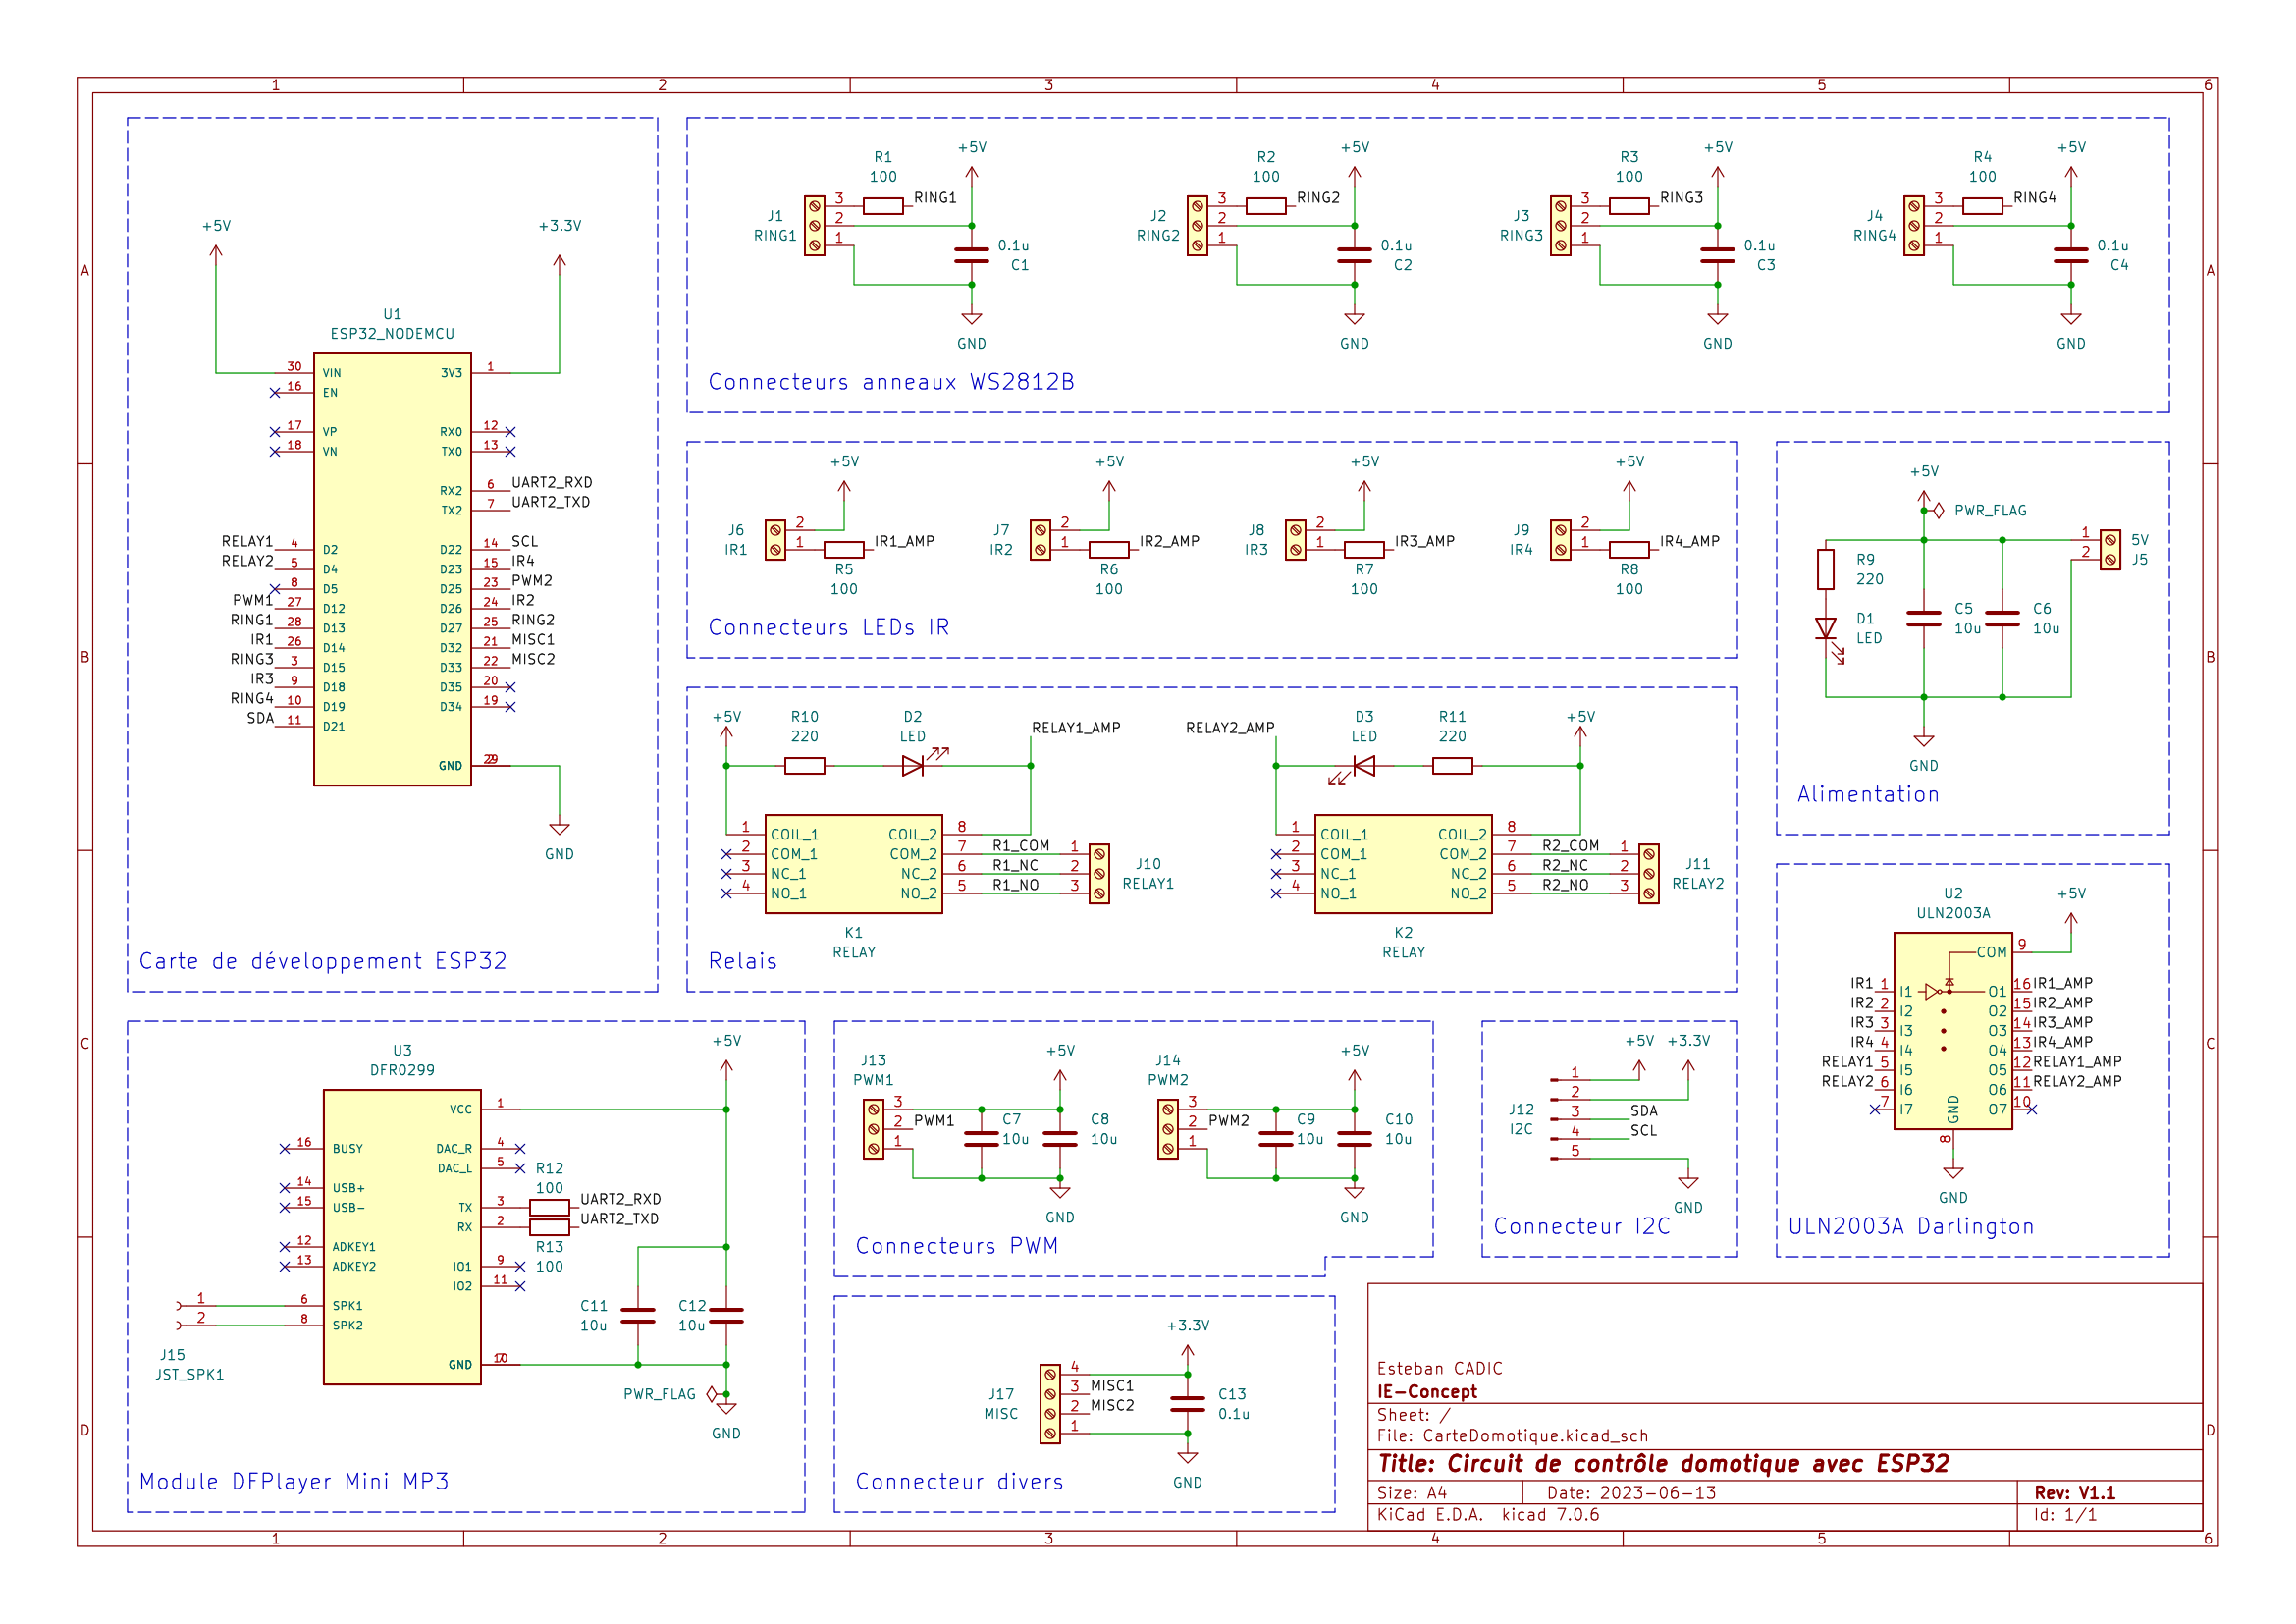 1 2 3 4 5 6
A
B
C
D
A
B
C
D
1 2 3 4 5 6
+5V
+3.3V
U1
ESP32_NODEMCU
30 VIN 3V3 1
16 EN
17 VP RX0 12
18 VN TX0 13
RX2 6 UART2_RXD
TX2 7 UART2_TXD
RELAY1 4 D2 D22 14 SCL
RELAY2 5 D4 D23 15 IR4
8 D5 D25 23 PWM2
PWM1 27 D12 D26 24 IR2
RING1 28 D13 D27 25 RING2
IR1 26 D14 D32 21 MISC1
RING3 3 D15 D33 22 MISC2
IR3 9 D18 D35 20
RING4 10 D19 D34 19
SDA 11 D21
GND 29
GND
Carte de développement ESP32
R1
100
+5V
J1
RING1
3
2
1
RING1
0.1u
C1
GND
R2
100
+5V
J2
RING2
3
2
1
RING2
0.1u
C2
GND
R3
100
+5V
J3
RING3
3
2
1
RING3
0.1u
C3
GND
R4
100
+5V
J4
RING4
3
2
1
RING4
0.1u
C4
GND
Connecteurs anneaux WS2812B
+5V
J6
IR1
2
1
IR1_AMP
R5
100
+5V
J7
IR2
2
1
IR2_AMP
R6
100
+5V
J8
IR3
2
1
IR3_AMP
R7
100
+5V
J9
IR4
2
1
IR4_AMP
R8
100
Connecteurs LEDs IR
+5V
PWR_FLAG
1
2
5V
J5
R9
220
D1
LED
C5
10u
C6
10u
GND
Alimentation
+5V
R10
220
D2
LED
RELAY1_AMP
1 COIL_1 COIL_2 8
2 COM_1 COM_2 7 R1_COM 1
3 NC_1 NC_2 6 R1_NC 2
4 NO_1 NO_2 5 R1_NO 3
J10
RELAY1
K1
RELAY
RELAY2_AMP
D3
LED
R11
220
+5V
1 COIL_1 COIL_2 8
2 COM_1 COM_2 7 R2_COM 1
3 NC_1 NC_2 6 R2_NC 2
4 NO_1 NO_2 5 R2_NO 3
J11
RELAY2
K2
RELAY
Relais
U2
ULN2003A
+5V
COM 9
IR1 1 I1 O1 16 IR1_AMP
IR2 2 I2 O2 15 IR2_AMP
IR3 3 I3 O3 14 IR3_AMP
IR4 4 I4 O4 13 IR4_AMP
RELAY1 5 I5 O5 12 RELAY1_AMP
RELAY2 6 I6 O6 11 RELAY2_AMP
7 I7 O7 10
GND
8
GND
ULN2003A Darlington
U3
DFR0299
+5V
VCC 1
16 BUSY DAC_R 4
DAC_L 5
14 USB+ TX 3
15 USB- RX 2
R12
100
UART2_RXD
UART2_TXD
R13
100
12 ADKEY1 IO1 9
13 ADKEY2 IO2 11
1 6 SPK1
2 8 SPK2
J15
JST_SPK1
GND 10
C11
10u
C12
10u
PWR_FLAG
GND
Module DFPlayer Mini MP3
J13
PWM1
+5V
3
2
1
PWM1
C7
10u
C8
10u
GND
J14
PWM2
+5V
3
2
1
PWM2
C9
10u
C10
10u
GND
Connecteurs PWM
+5V +3.3V
J12
I2C
1
2
3 SDA
4 SCL
5
GND
Connecteur I2C
+3.3V
J17
MISC
4
3 MISC1
2 MISC2
1
C13
0.1u
GND
Connecteur divers
Esteban CADIC
IE-Concept
Sheet: /
File: CarteDomotique.kicad_sch
Title: Circuit de contrôle domotique avec ESP32
Size: A4 Date: 2023-06-13 Rev: V1.1
KiCad E.D.A. kicad 7.0.6 Id: 1/1